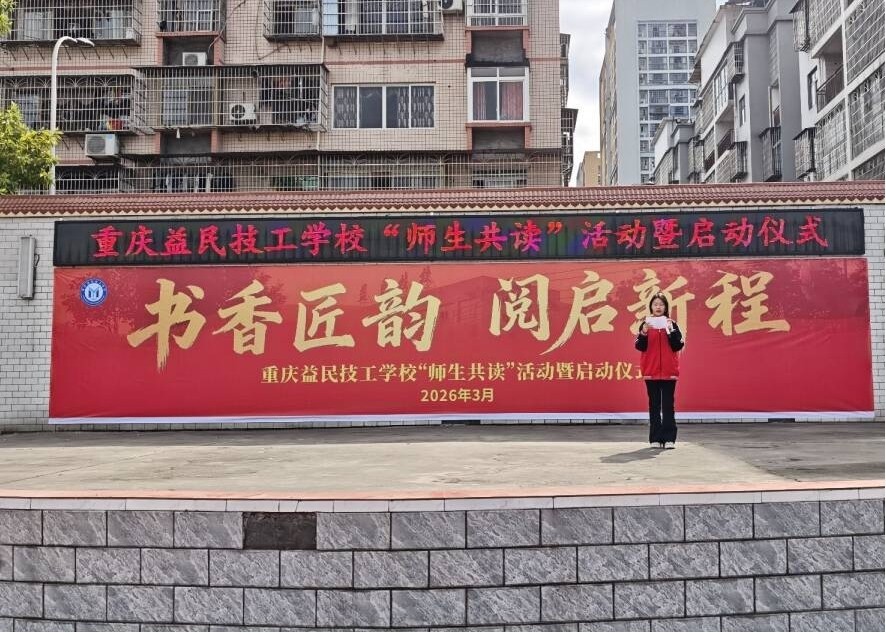 重庆益民技工学校“师生共读”活动暨启动仪式
书香匠韵 阅启新程
重庆益民技工学校“师生共读”活动暨启动仪
2026年3月